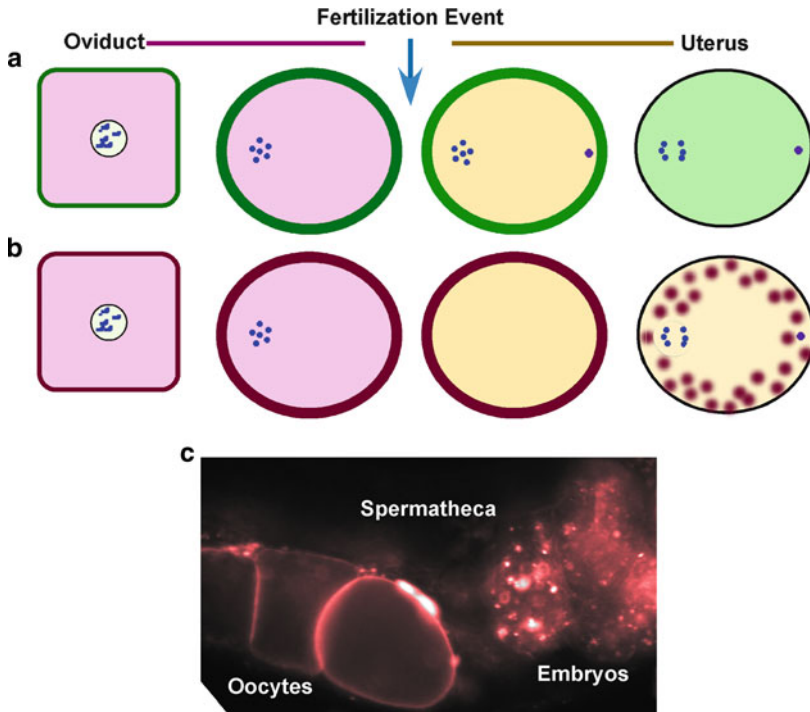 Fertilization Event
Oviduct
Uterus
a
b
c
Spermatheca
Oocytes
Embryos